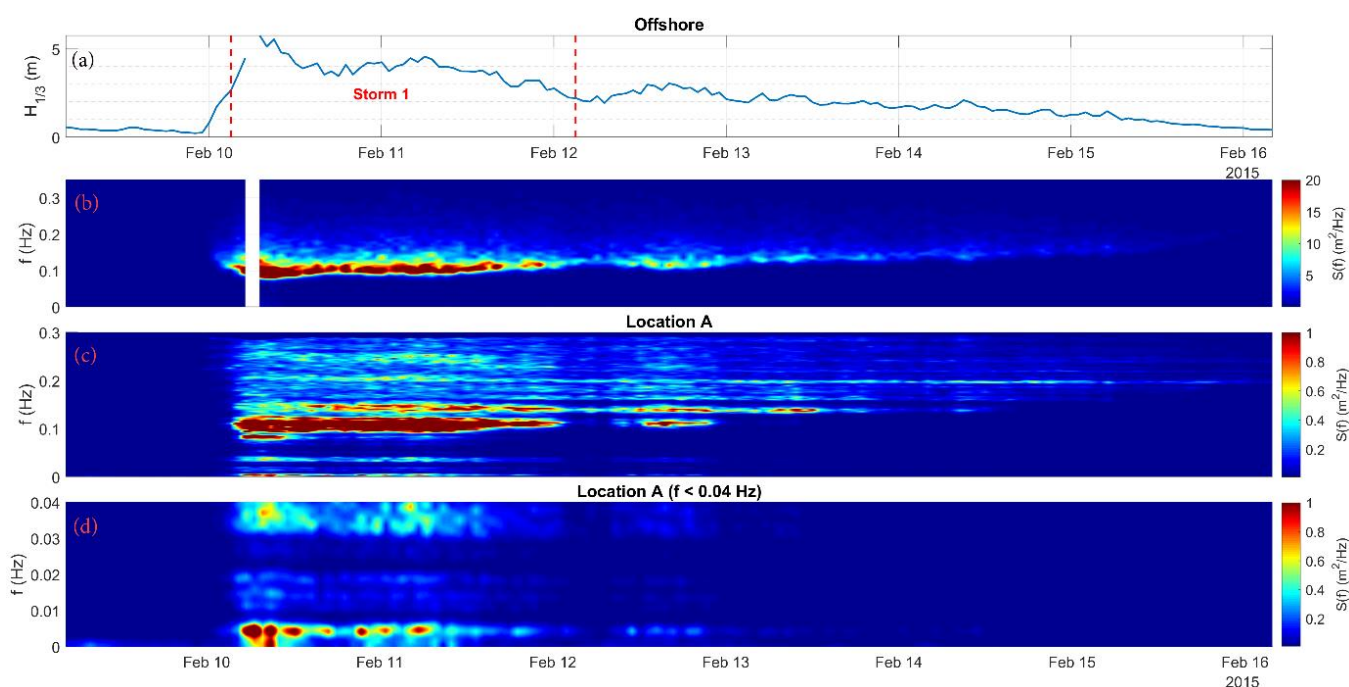 Offshore
(a)
H1/3 (m)
5
0
Storm 1
Feb 10 Feb 11 Feb 12 Feb 13 Feb 14 Feb 15 Feb 16
2015
(b)
f (Hz)
0.3
0.2
0.1
0
20
15
10
5
S(f) (m²/Hz)
Location A
(c)
f (Hz)
0.3
0.2
0.1
0
1
0.8
0.6
0.4
0.2
S(f) (m²/Hz)
Location A (f < 0.04 Hz)
(d)
f (Hz)
0.04
0.03
0.02
0.01
0
1
0.8
0.6
0.4
0.2
S(f) (m²/Hz)
Feb 10 Feb 11 Feb 12 Feb 13 Feb 14 Feb 15 Feb 16
2015